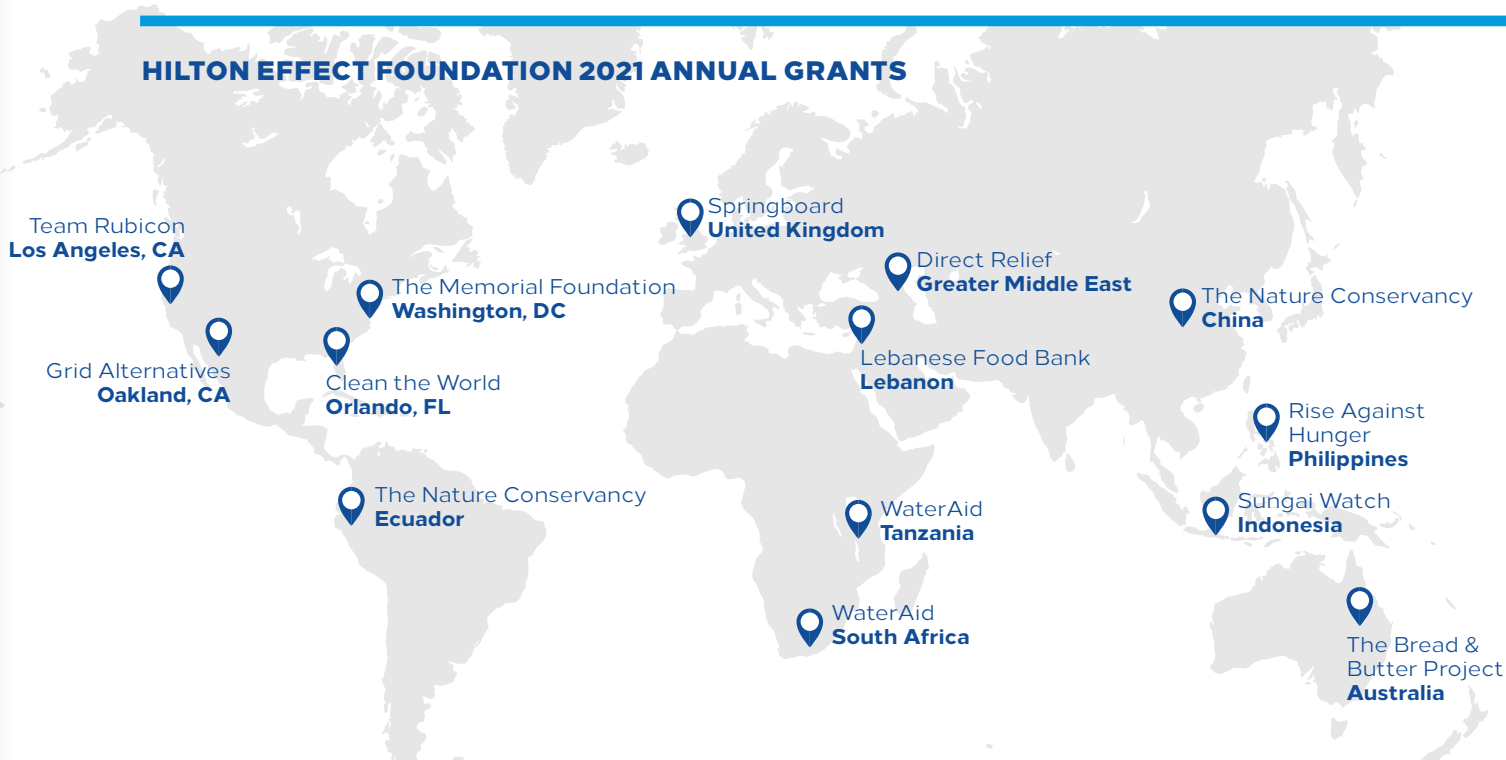 HILTON EFFECT FOUNDATION 2021 ANNUAL GRANTS
Team Rubicon
Los Angeles, CA
Grid Alternatives
Oakland, CA
The Memorial Foundation
Washington, DC
Clean the World
Orlando, FL
The Nature Conservancy
Ecuador
Springboard
United Kingdom
Direct Relief
Greater Middle East
Lebanese Food Bank
Lebanon
WaterAid
Tanzania
WaterAid
South Africa
The Nature Conservancy
China
Rise Against
Hunger
Philippines
Sungai Watch
Indonesia
The Bread &
Butter Project
Australia